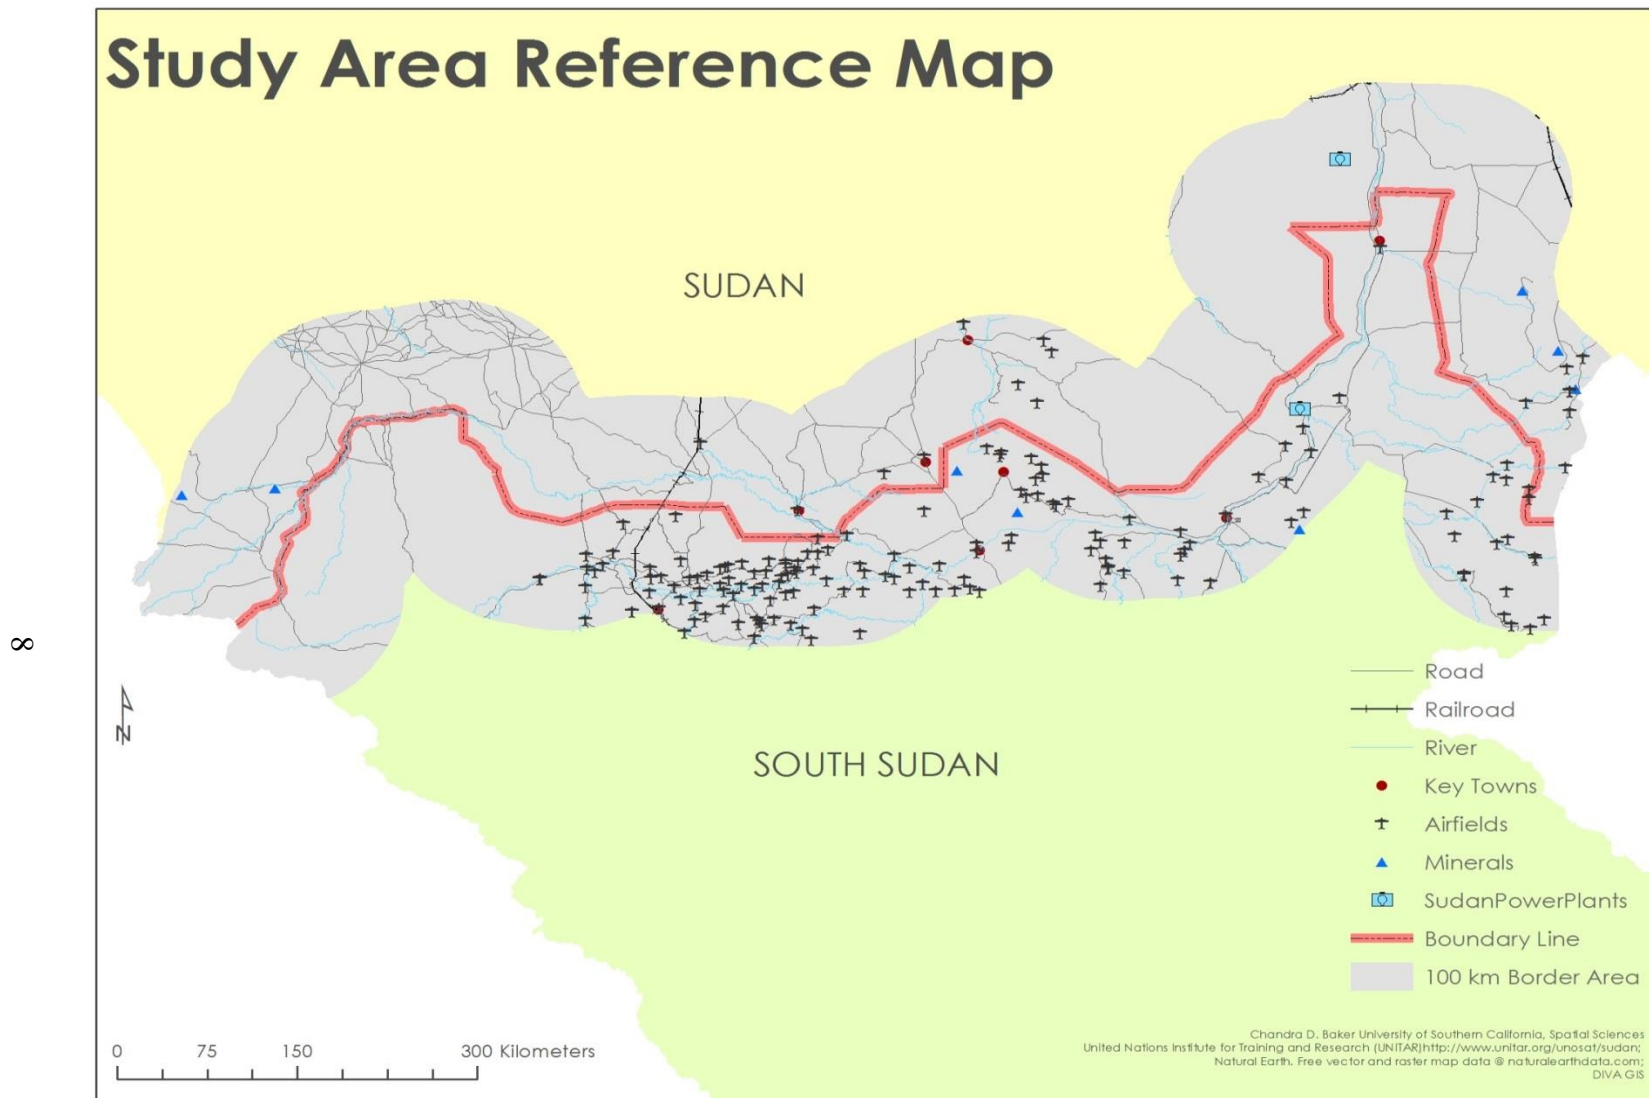 Study Area Reference Map
SUDAN
8
SOUTH SUDAN
N
Road
Railroad
River
Key Towns
Airfields
Minerals
SudanPowerPlants
Boundary Line
100 km Border Area
0 75 150 300 Kilometers
Chandra D. Baker University of Southern California, Spatial Sciences
United Nations Institute for Training and Research (UNITAR)http://www.unitar.org/unosat/sudan;
Natural Earth. Free vector and raster map data @ naturalearthdata.com;
DIVA GIS